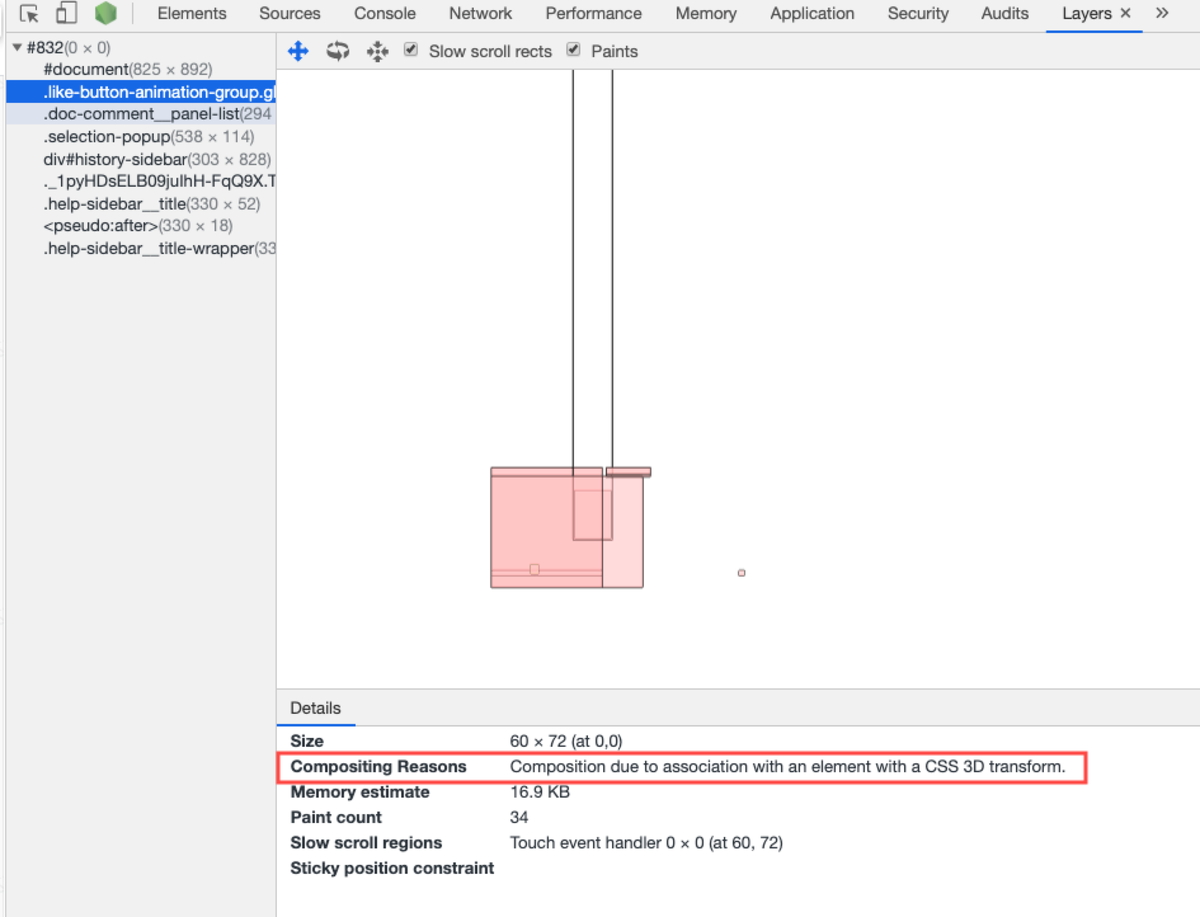 Elements Sources Console Network Performance Memory Application Security Audits Layers × »
#832(0 × 0)
Slow scroll rects Paints
#document(825 × 892)
.like-button-animation-group.gl
.doc-comment__panel-list(294
.selection-popup(538 × 114)
div#history-sidebar(303 × 828)
._1pyHDsELB09julhH-FqQ9X.T
.help-sidebar__title(330 × 52)
<pseudo:after>(330 × 18)
.help-sidebar__title-wrapper(33
Details
Size 60 × 72 (at 0,0)
Compositing Reasons Composition due to association with an element with a CSS 3D transform.
Memory estimate 16.9 KB
Paint count 34
Slow scroll regions Touch event handler 0 × 0 (at 60, 72)
Sticky position constraint